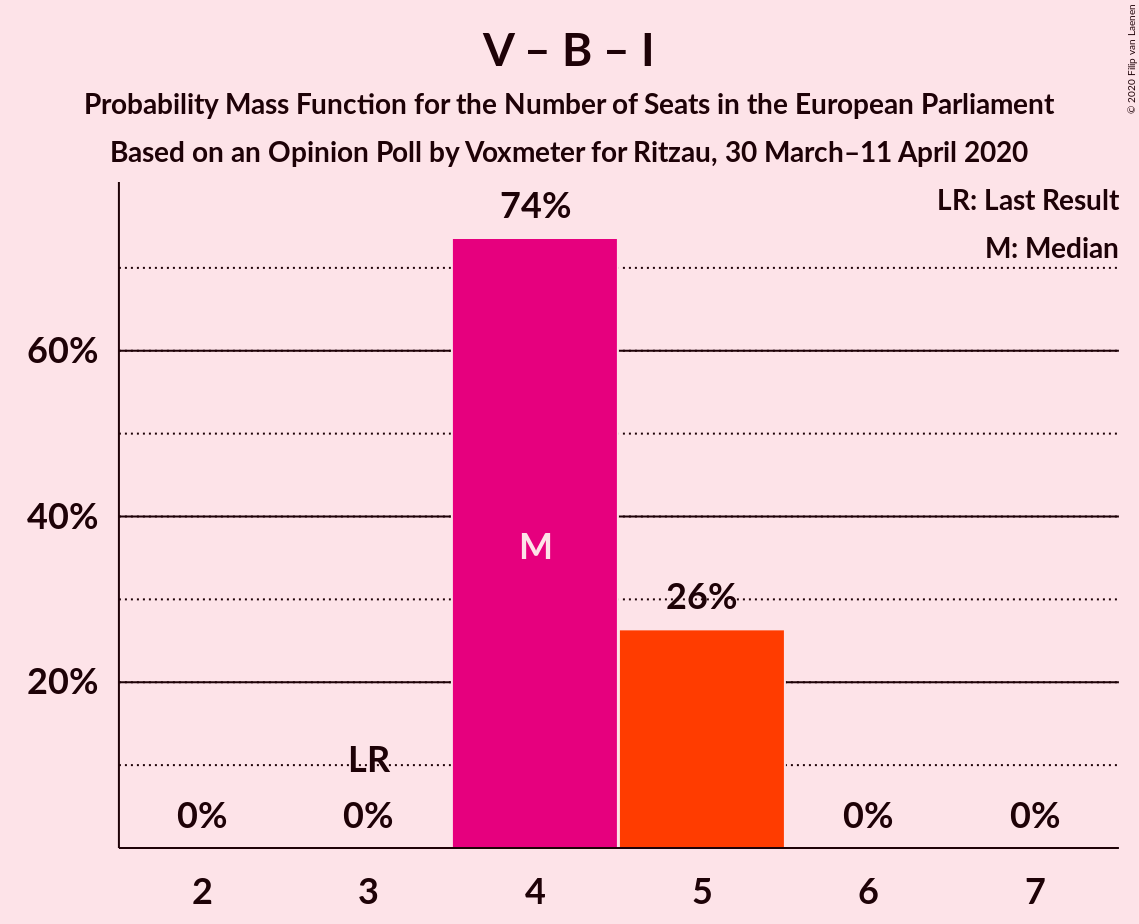 V – B – I
Probability Mass Function for the Number of Seats in the European Parliament
Based on an Opinion Poll by Voxmeter for Ritzau, 30 March–11 April 2020
© 2020 Filip van Laenen
LR: Last Result
M: Median
74%
60%
40%
M
26%
20%
LR
0%
0%
0%
0%
2
3
4
5
6
7